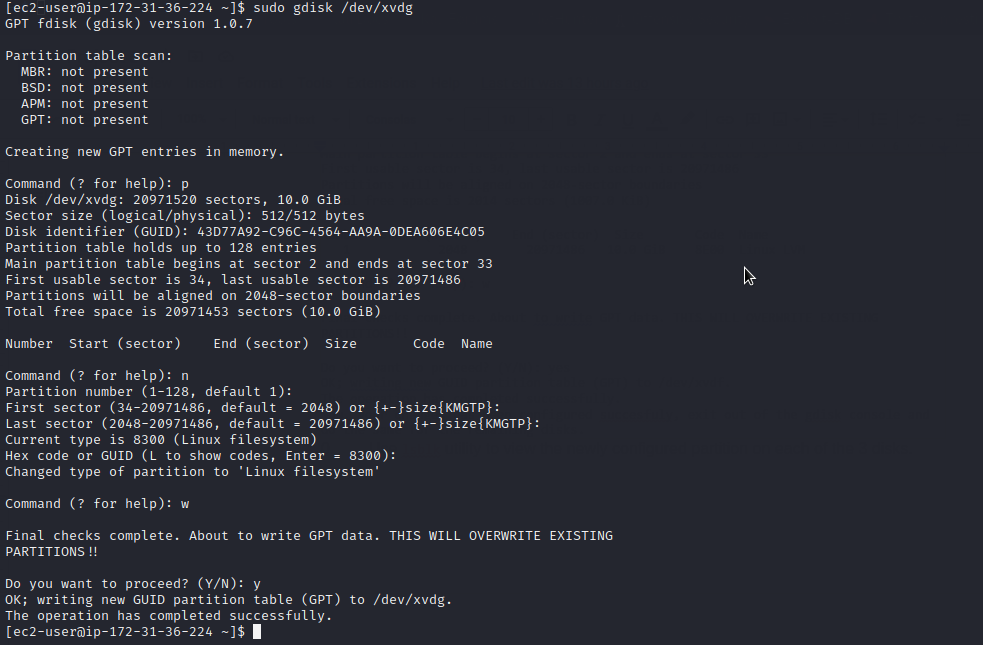 [ec2-user@ip-172-31-36-224 ~]$ sudo gdisk /dev/xvdg
GPT fdisk (gdisk) version 1.0.7

Partition table scan:
  MBR: not present
  BSD: not present
  APM: not present
  GPT: not present

Creating new GPT entries in memory.

Command (? for help): p
Disk /dev/xvdg: 20971520 sectors, 10.0 GiB
Sector size (logical/physical): 512/512 bytes
Disk identifier (GUID): 43D77A92-C96C-4564-AA9A-0DEA606E4C05
Partition table holds up to 128 entries
Main partition table begins at sector 2 and ends at sector 33
First usable sector is 34, last usable sector is 20971486
Partitions will be aligned on 2048-sector boundaries
Total free space is 20971453 sectors (10.0 GiB)

Number  Start (sector)    End (sector)  Size       Code  Name

Command (? for help): n
Partition number (1-128, default 1):
First sector (34-20971486, default = 2048) or {+-}size{KMGTP}:
Last sector (2048-20971486, default = 20971486) or {+-}size{KMGTP}:
Current type is 8300 (Linux filesystem)
Hex code or GUID (L to show codes, Enter = 8300):
Changed type of partition to 'Linux filesystem'

Command (? for help): w

Final checks complete. About to write GPT data. THIS WILL OVERWRITE EXISTING
PARTITIONS!!

Do you want to proceed? (Y/N): y
OK; writing new GUID partition table (GPT) to /dev/xvdg.
The operation has completed successfully.
[ec2-user@ip-172-31-36-224 ~]$